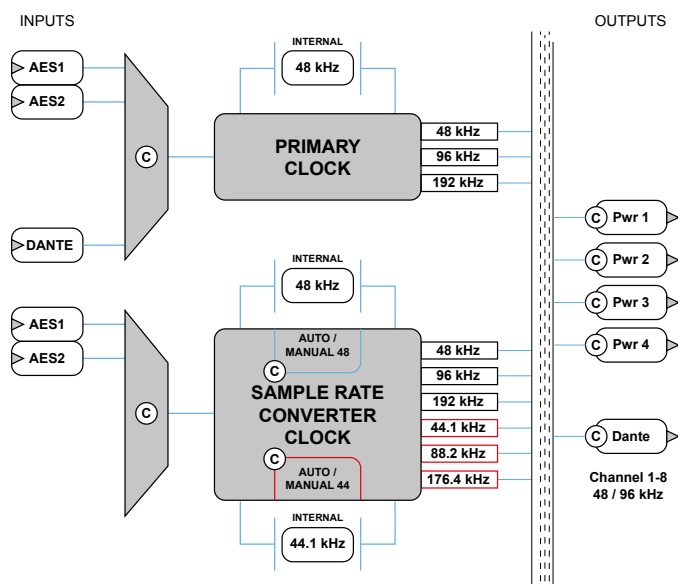 INPUTS
OUTPUTS
INTERNAL
48 kHz
AES1
AES2
C
DANTE
PRIMARY
CLOCK
48 kHz
96 kHz
192 kHz
INTERNAL
48 kHz
AES1
AES2
C
AUTO /
MANUAL 48
C
SAMPLE RATE
CONVERTER
CLOCK
C
AUTO /
MANUAL 44
48 kHz
96 kHz
192 kHz
44.1 kHz
88.2 kHz
176.4 kHz
INTERNAL
44.1 kHz
C Pwr 1
C Pwr 2
C Pwr 3
C Pwr 4
C Dante
Channel 1-8
48 / 96 kHz